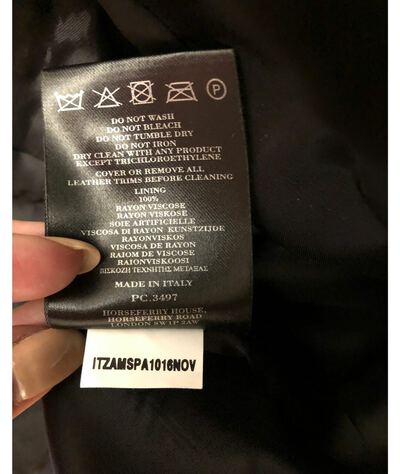 P
DO NOT WASH
DO NOT BLEACH
DO NOT TUMBLE DRY
DO NOT IRON
DRY CLEAN WITH ANY PRODUCT
EXCEPT TRICHLOROETHYLENE
COVER OR REMOVE ALL
LEATHER TRIMS BEFORE CLEANING
LINING
100%
RAYON VISCOSE
RAYON VISKOSE
SOIE ARTIFICIELLE
VISCOSA DI RAYON KUNSTZIJDE
RAYONVISKOS
VISCOSA DE RAYON
RAIOM DE VISCOSE
RAIONVISKOOSI
ΒΙΣΚΟΖΗ ΤΕΧΝΗΤΗΣ ΜΕΤΑΞΑΣ
MADE IN ITALY
PC.3497
HORSEFERRY HOUSE,
HORSEFERRY ROAD
LONDON SW1P 2AW
ITZAMSPA1016NOV